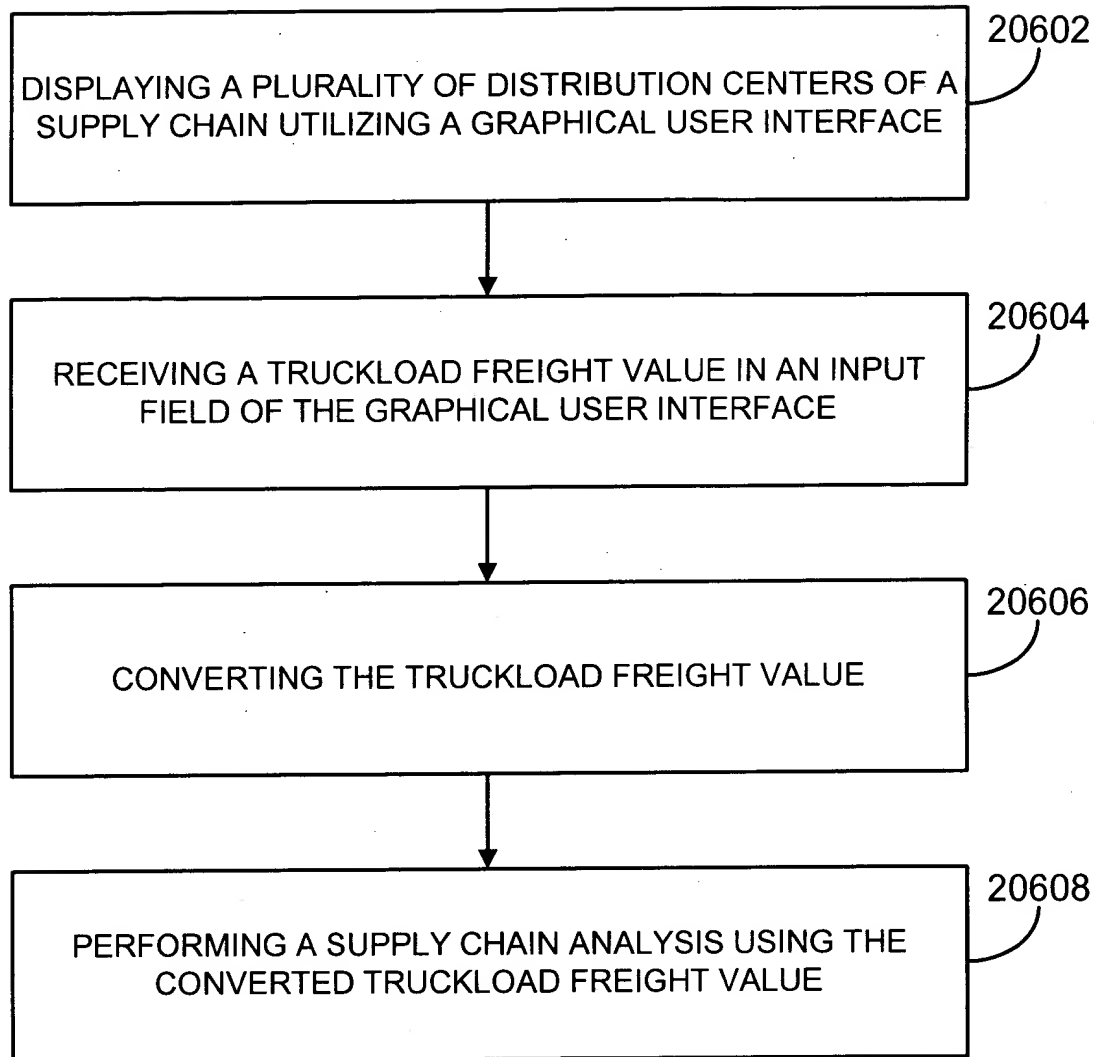 20602
DISPLAYING A PLURALITY OF DISTRIBUTION CENTERS OF A
SUPPLY CHAIN UTILIZING A GRAPHICAL USER INTERFACE
20604
RECEIVING A TRUCKLOAD FREIGHT VALUE IN AN INPUT
FIELD OF THE GRAPHICAL USER INTERFACE
20606
CONVERTING THE TRUCKLOAD FREIGHT VALUE
20608
PERFORMING A SUPPLY CHAIN ANALYSIS USING THE
CONVERTED TRUCKLOAD FREIGHT VALUE